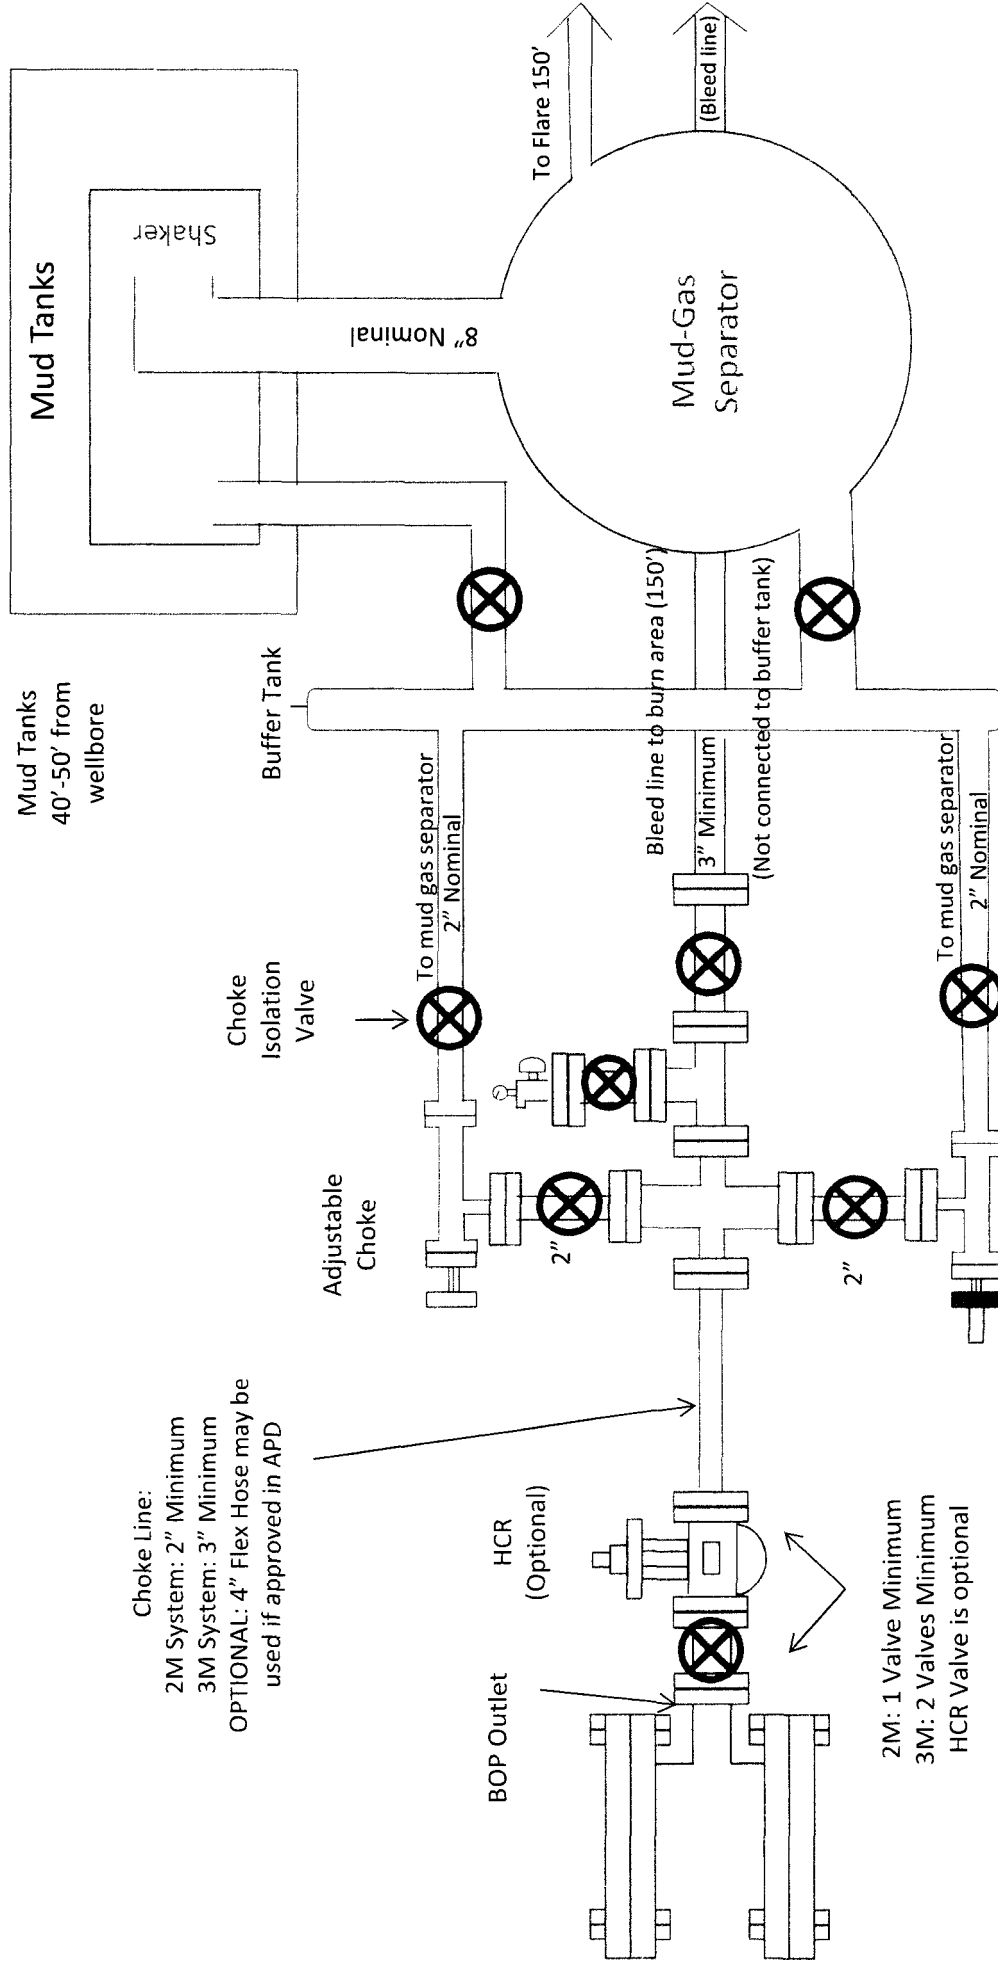 Mud Tanks
40'-50' from
wellbore
Mud Tanks
Shaker
8" Nominal
Buffer Tank
To Flare 150'
(Bleed line)
Mud-Gas
Separator
Choke Line:
2M System: 2" Minimum
3M System: 3" Minimum
OPTIONAL: 4" Flex Hose may be
used if approved in APD
Adjustable
Choke
Choke
Isolation
Valve
To mud gas separator
2" Nominal
BOP Outlet
HCR
(Optional)
2"
Bleed line to burn area (150')
3" Minimum
(Not connected to buffer tank)
2"
2M: 1 Valve Minimum
3M: 2 Valves Minimum
HCR Valve is optional
To mud gas separator
2" Nominal